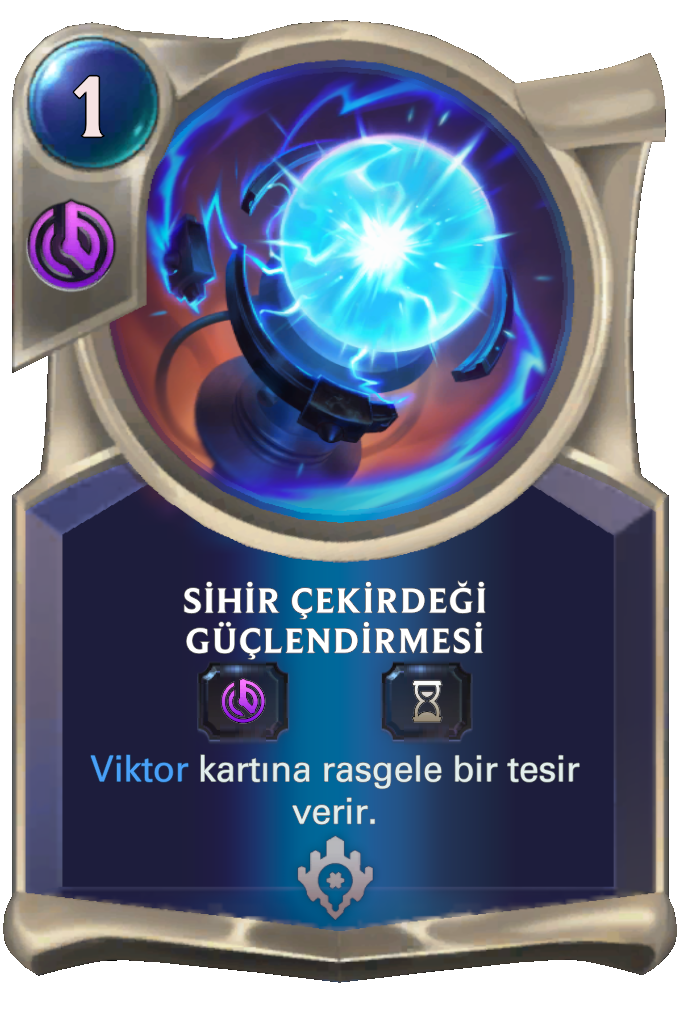 1
SİHİR ÇEKİRDEĞİ
GÜÇLENDİRMESİ
Viktor kartına rasgele bir tesir
verir.